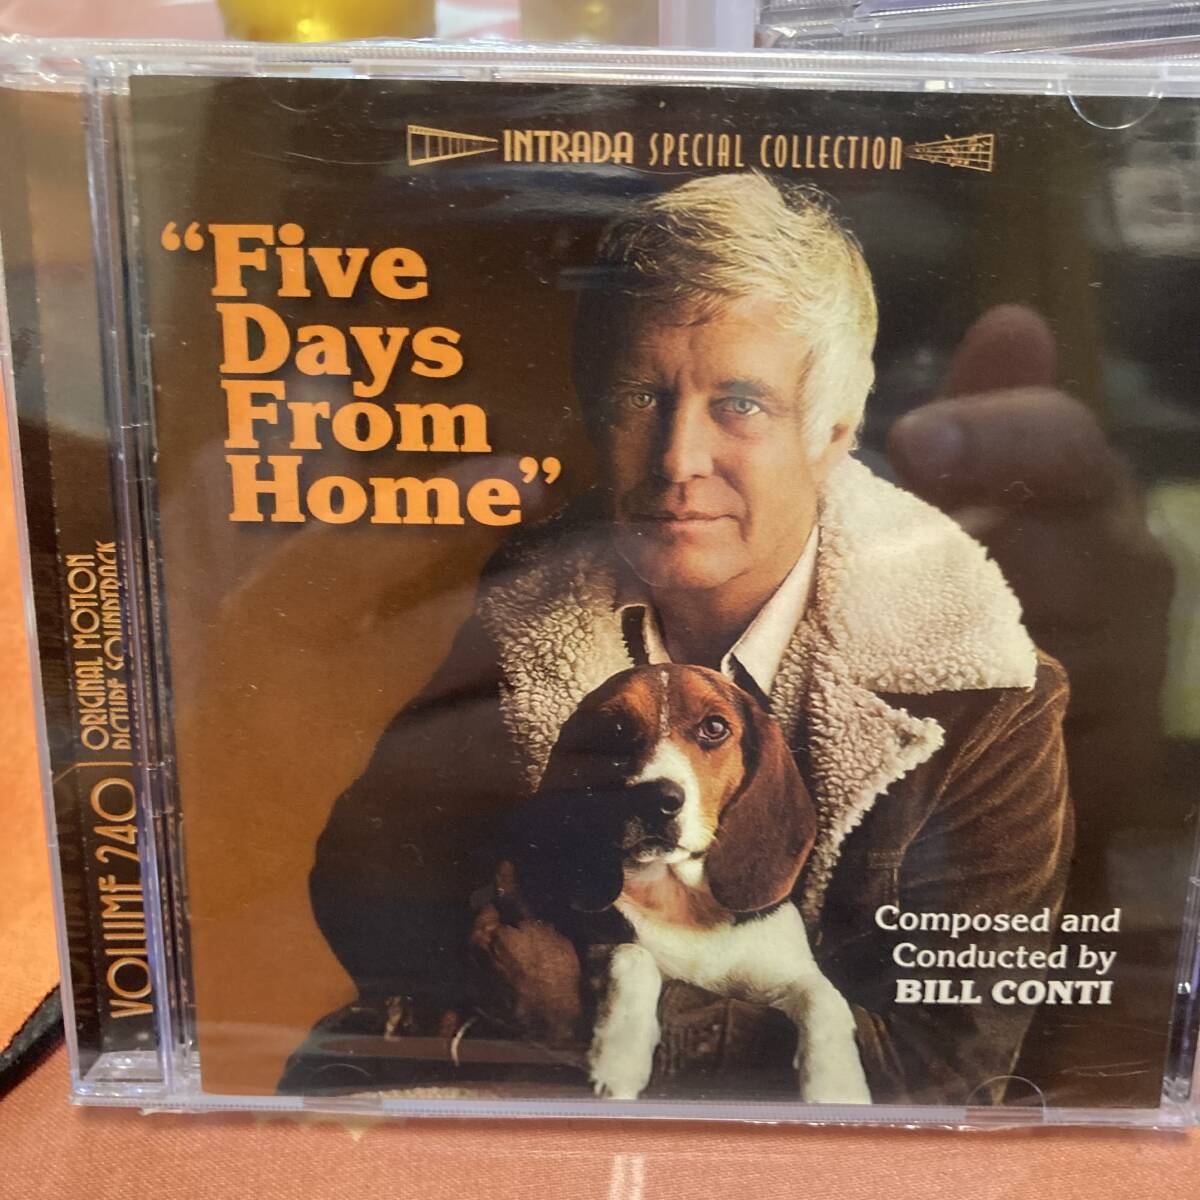 INTRADA SPECIAL COLLECTION
“Five
Days
From
Home”
Composed and
Conducted by
BILL CONTI
VOLUME 240 | ORIGINAL MOTION
PICTURE SOUNDTRACK